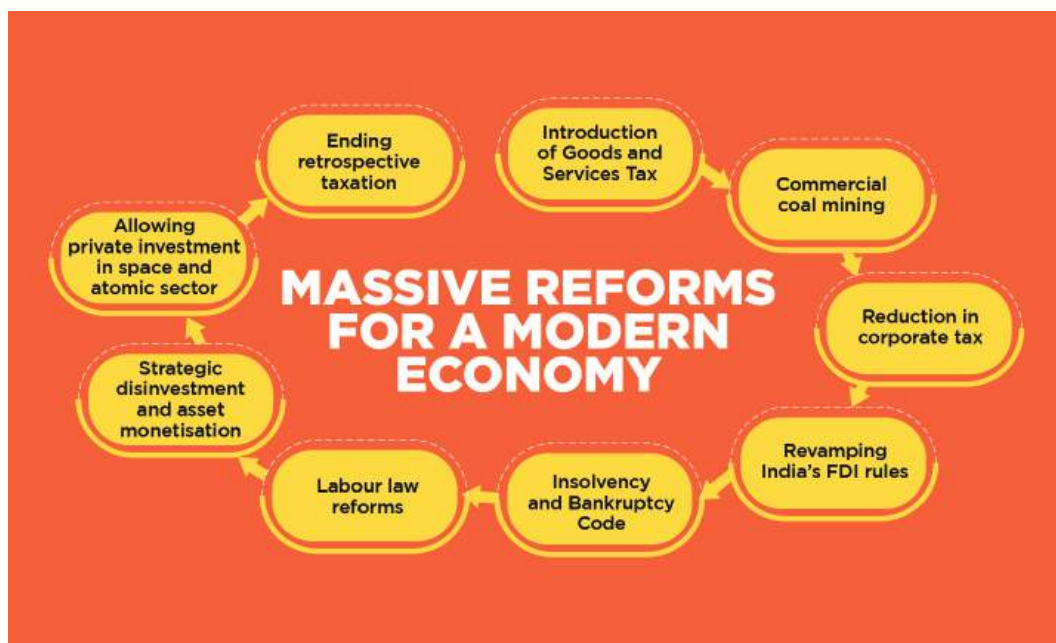 MASSIVE REFORMS
FOR A MODERN
ECONOMY
Introduction
of Goods and
Services Tax
Commercial
coal mining
Reduction in
corporate tax
Revamping
India's FDI rules
Insolvency
and Bankruptcy
Code
Labour law
reforms
Strategic
disinvestment
and asset
monetisation
Allowing
private investment
in space and
atomic sector
Ending
retrospective
taxation